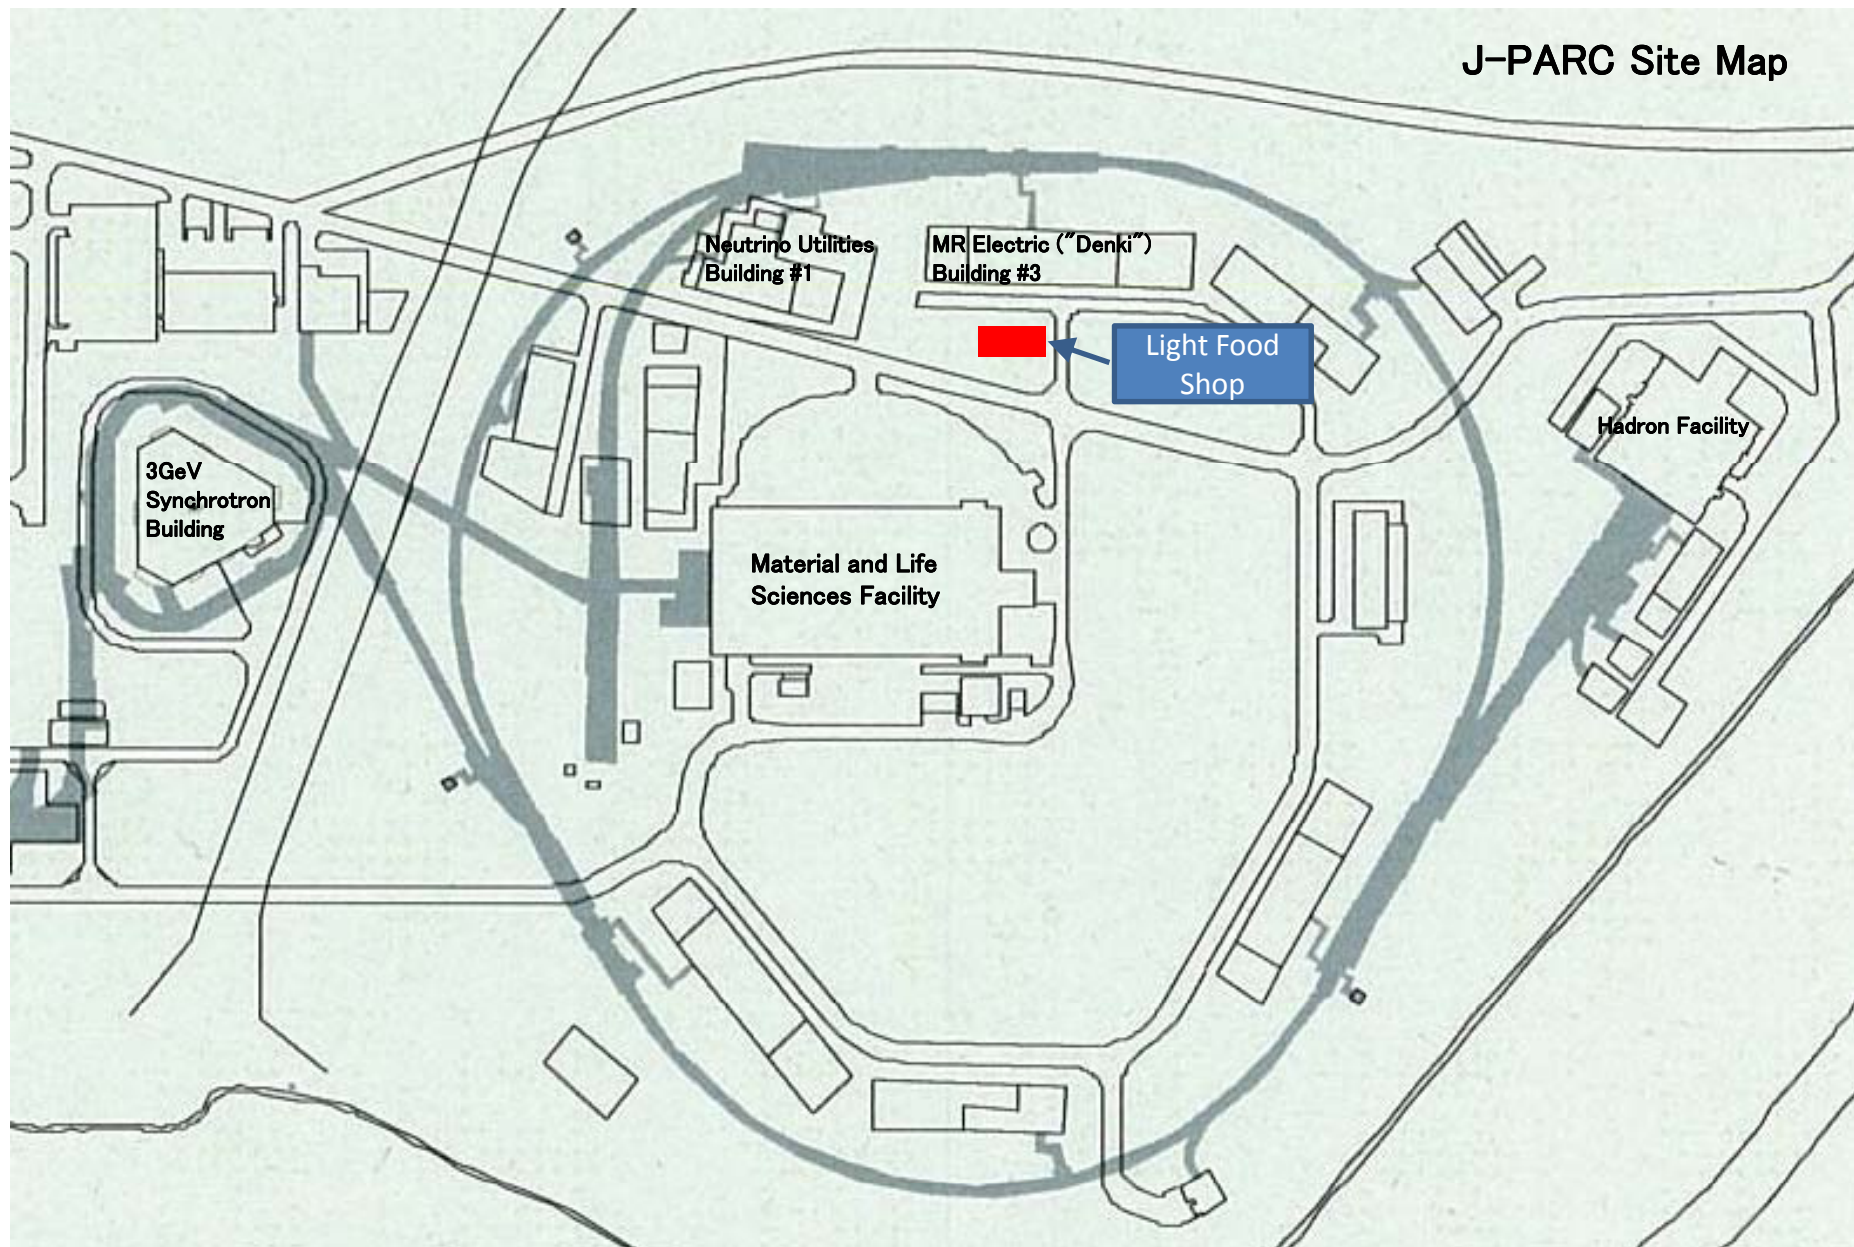 J-PARC Site Map
Neutrino Utilities
Building #1
MR Electric ("Denki")
Building #3
Light Food
Shop
Hadron Facility
3GeV
Synchrotron
Building
Material and Life
Sciences Facility